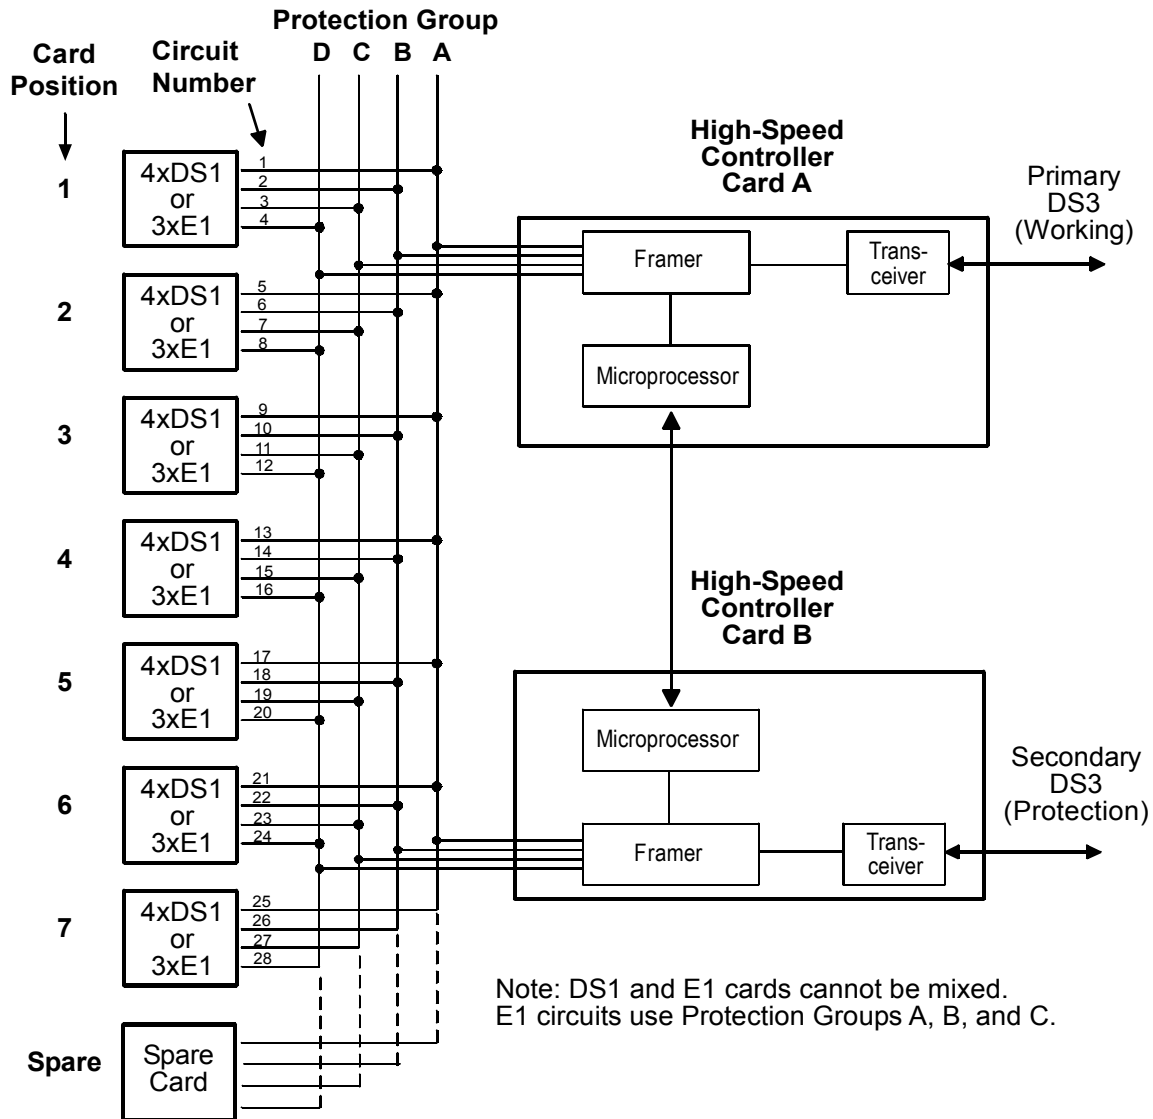 Protection Group
D C B A
Card
Position
Circuit
Number
High-Speed
Controller
Card A
Primary
DS3
(Working)
Framer
Trans-
ceiver
Microprocessor
1
4xDS1
or
3xE1
1
2
3
4
2
4xDS1
or
3xE1
5
6
7
8
3
4xDS1
or
3xE1
9
10
11
12
4
4xDS1
or
3xE1
13
14
15
16
High-Speed
Controller
Card B
5
4xDS1
or
3xE1
17
18
19
20
Microprocessor
Secondary
DS3
(Protection)
Framer
Trans-
ceiver
6
4xDS1
or
3xE1
21
22
23
24
7
4xDS1
or
3xE1
25
26
27
28
Note: DS1 and E1 cards cannot be mixed.
E1 circuits use Protection Groups A, B, and C.
Spare
Spare
Card